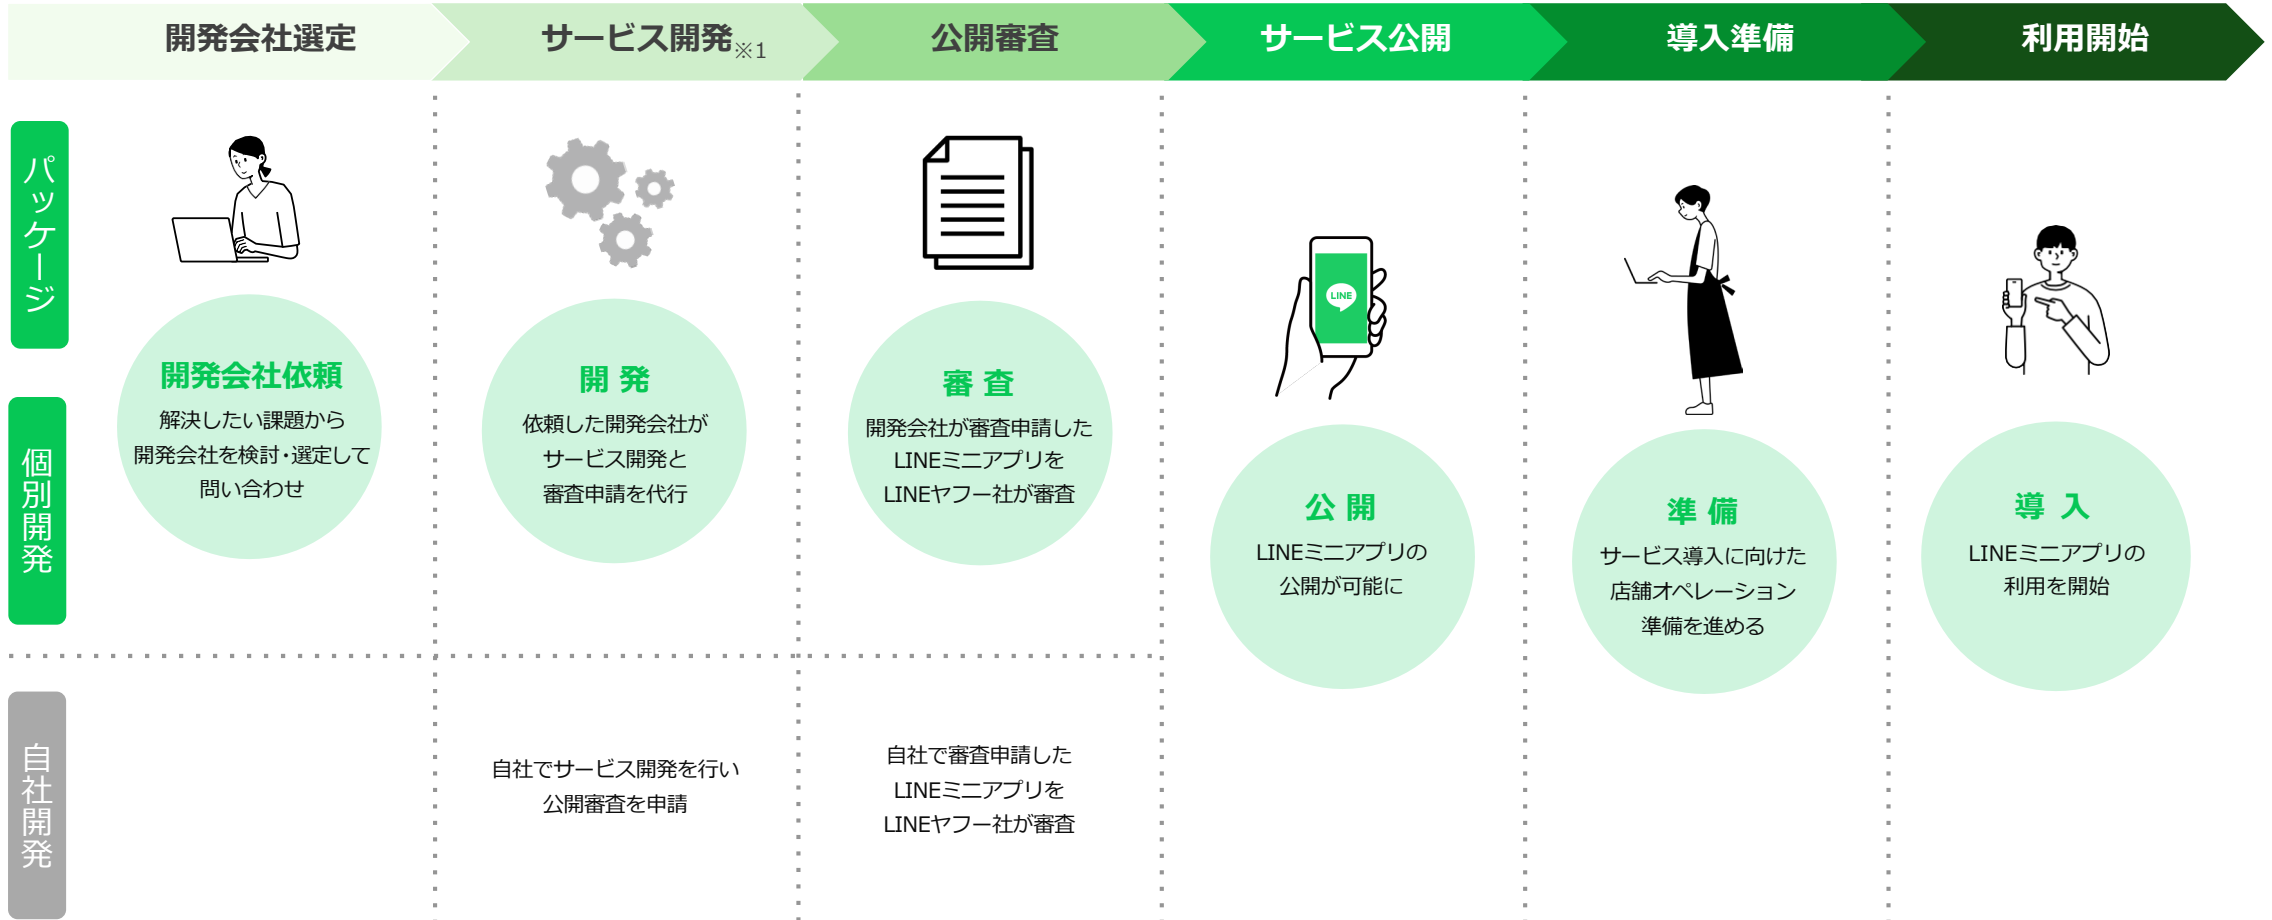 開発会社選定
サービス開発※1
公開審査
サービス公開
導入準備
利用開始
パッケージ
個別開発
開発会社依頼
解決したい課題から
開発会社を検討・選定して
問い合わせ
開発
依頼した開発会社が
サービス開発と
審査申請を代行
審査
開発会社が審査申請した
LINEミニアプリを
LINEヤフー社が審査
LINE
公開
LINEミニアプリの
公開が可能に
準備
サービス導入に向けた
店舗オペレーション
準備を進める
導入
LINEミニアプリの
利用を開始
自社開発
自社でサービス開発を行い
公開審査を申請
自社で審査申請した
LINEミニアプリを
LINEヤフー社が審査